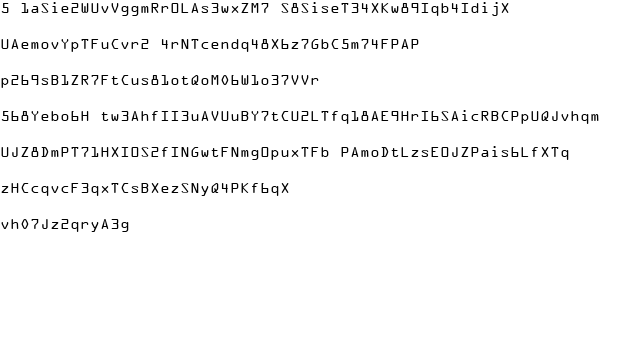 5 1aSie2WUvVggmRrOLAs3wxZM7 S8SiseT34XKw89Iqb4IdijX
UAemovYpTFuCvr2 4rNTcendq48X6z7GbC5m74FPAP
p269sB1ZR7FtCus81otQoM06W1o37VVr
568Yebo6H tw3AhfII3uAVUuBY7tCU2LTfq18AE9HrI6SAicRBCPpUQJvhqm
UJZ8DmPT71HXIOS2fINGwtFNmgOpuxTFb PAmoDtLzsEOJZPais6LfXTq
zHCcqvcF3qxTCsBXezSNyQ4PKf6qX
vh07Jz2qryA3g